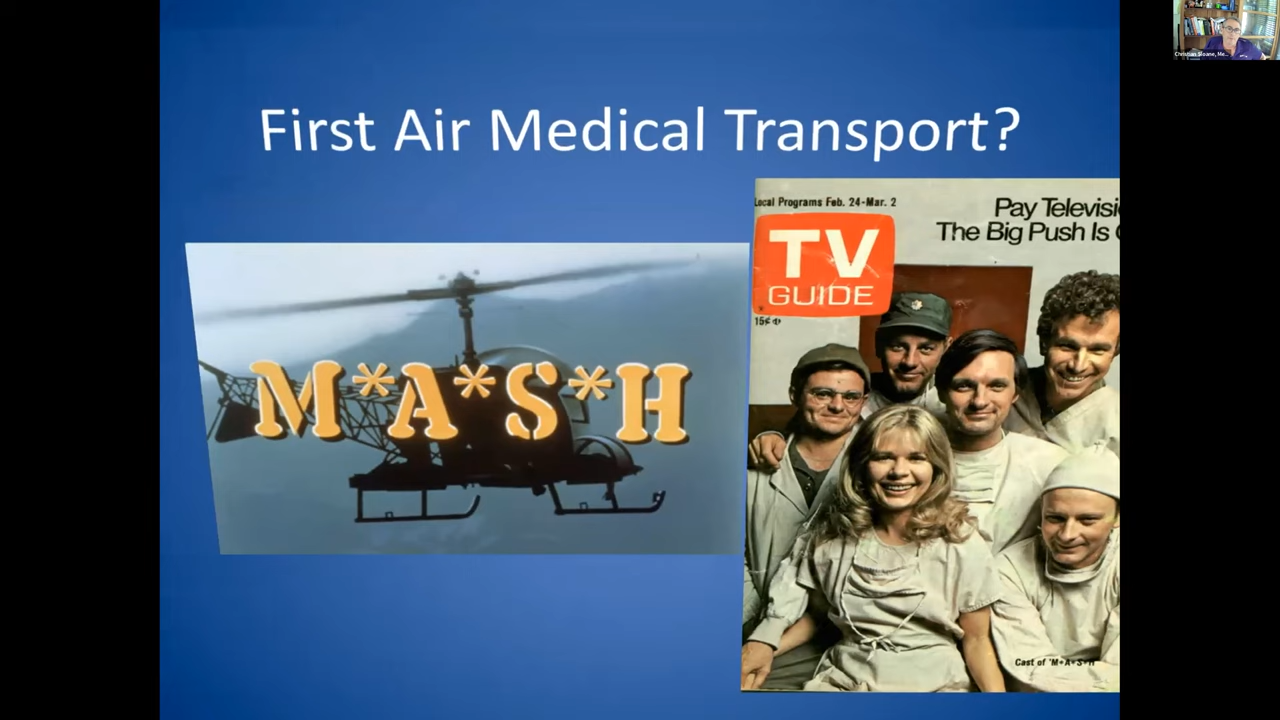 First Air Medical Transport?
Christian Sloane, Me...
M*A*S*H
Local Programs Feb. 24-Mar. 2
Pay Televisi
The Big Push Is
TV
GUIDE
15¢
Cast of 'M*A*S*H'